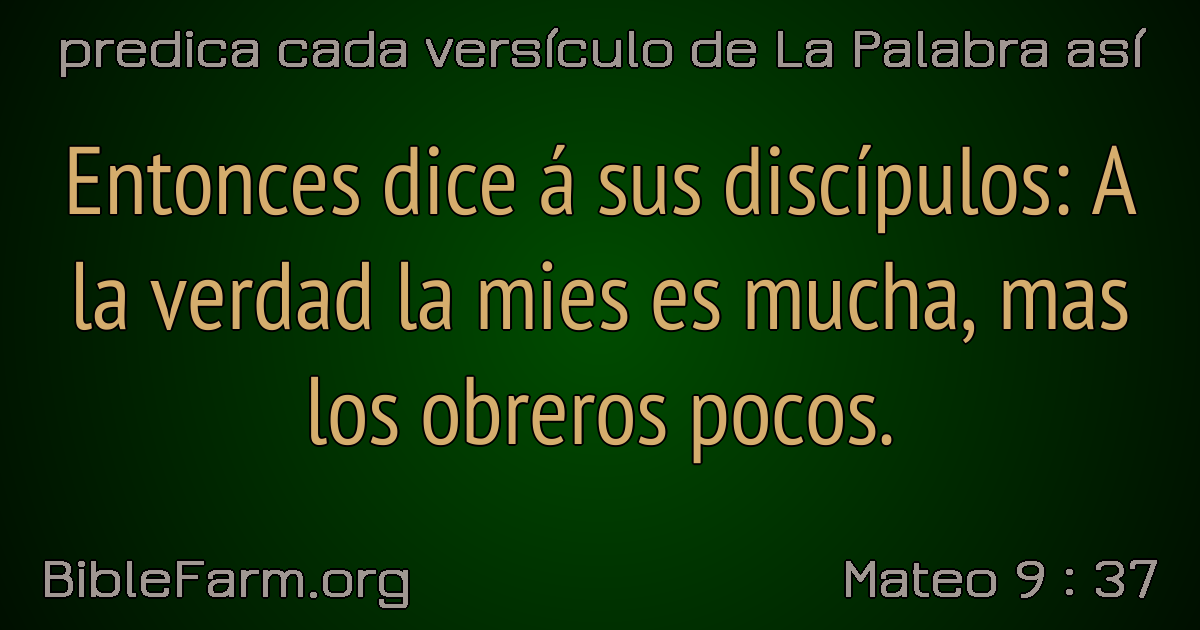 predica cada versículo de La Palabra así
Entonces dice á sus discípulos: A
la verdad la mies es mucha, mas
los obreros pocos.
BibleFarm.org
Mateo 9 : 37